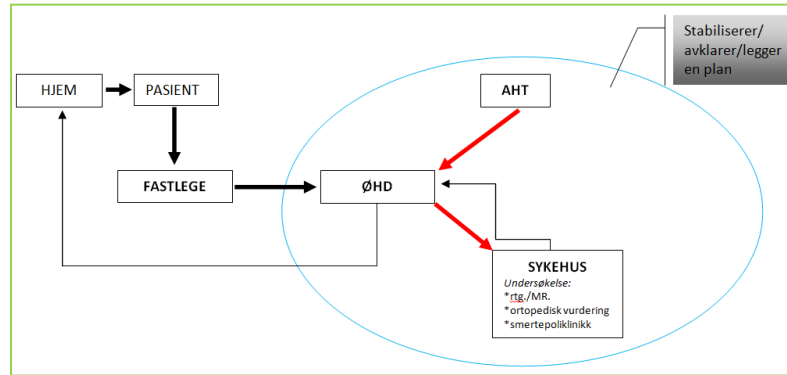 Stabiliserer/
avklarer/legger
en plan
HJEM
PASIENT
AHT
FASTLEGE
ØHD
SYKEHUS
Undersøkelse:
*rtg./MR.
*ortopedisk vurdering
*smertepoliklinikk